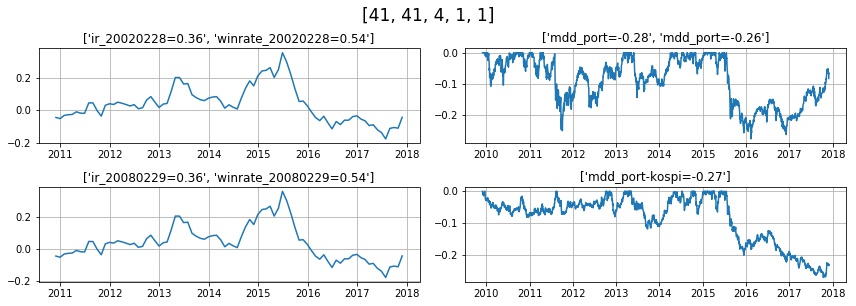 [41, 41, 4, 1, 1]
['ir_20020228=0.36', 'winrate_20020228=0.54']
0.2
0.0
−0.2
2011 2012 2013 2014 2015 2016 2017 2018
['mdd_port=-0.28', 'mdd_port=-0.26']
0.0
−0.1
−0.2
2010 2011 2012 2013 2014 2015 2016 2017 2018
['ir_20080229=0.36', 'winrate_20080229=0.54']
0.2
0.0
−0.2
2011 2012 2013 2014 2015 2016 2017 2018
['mdd_port-kospi=-0.27']
0.0
−0.1
−0.2
2010 2011 2012 2013 2014 2015 2016 2017 2018